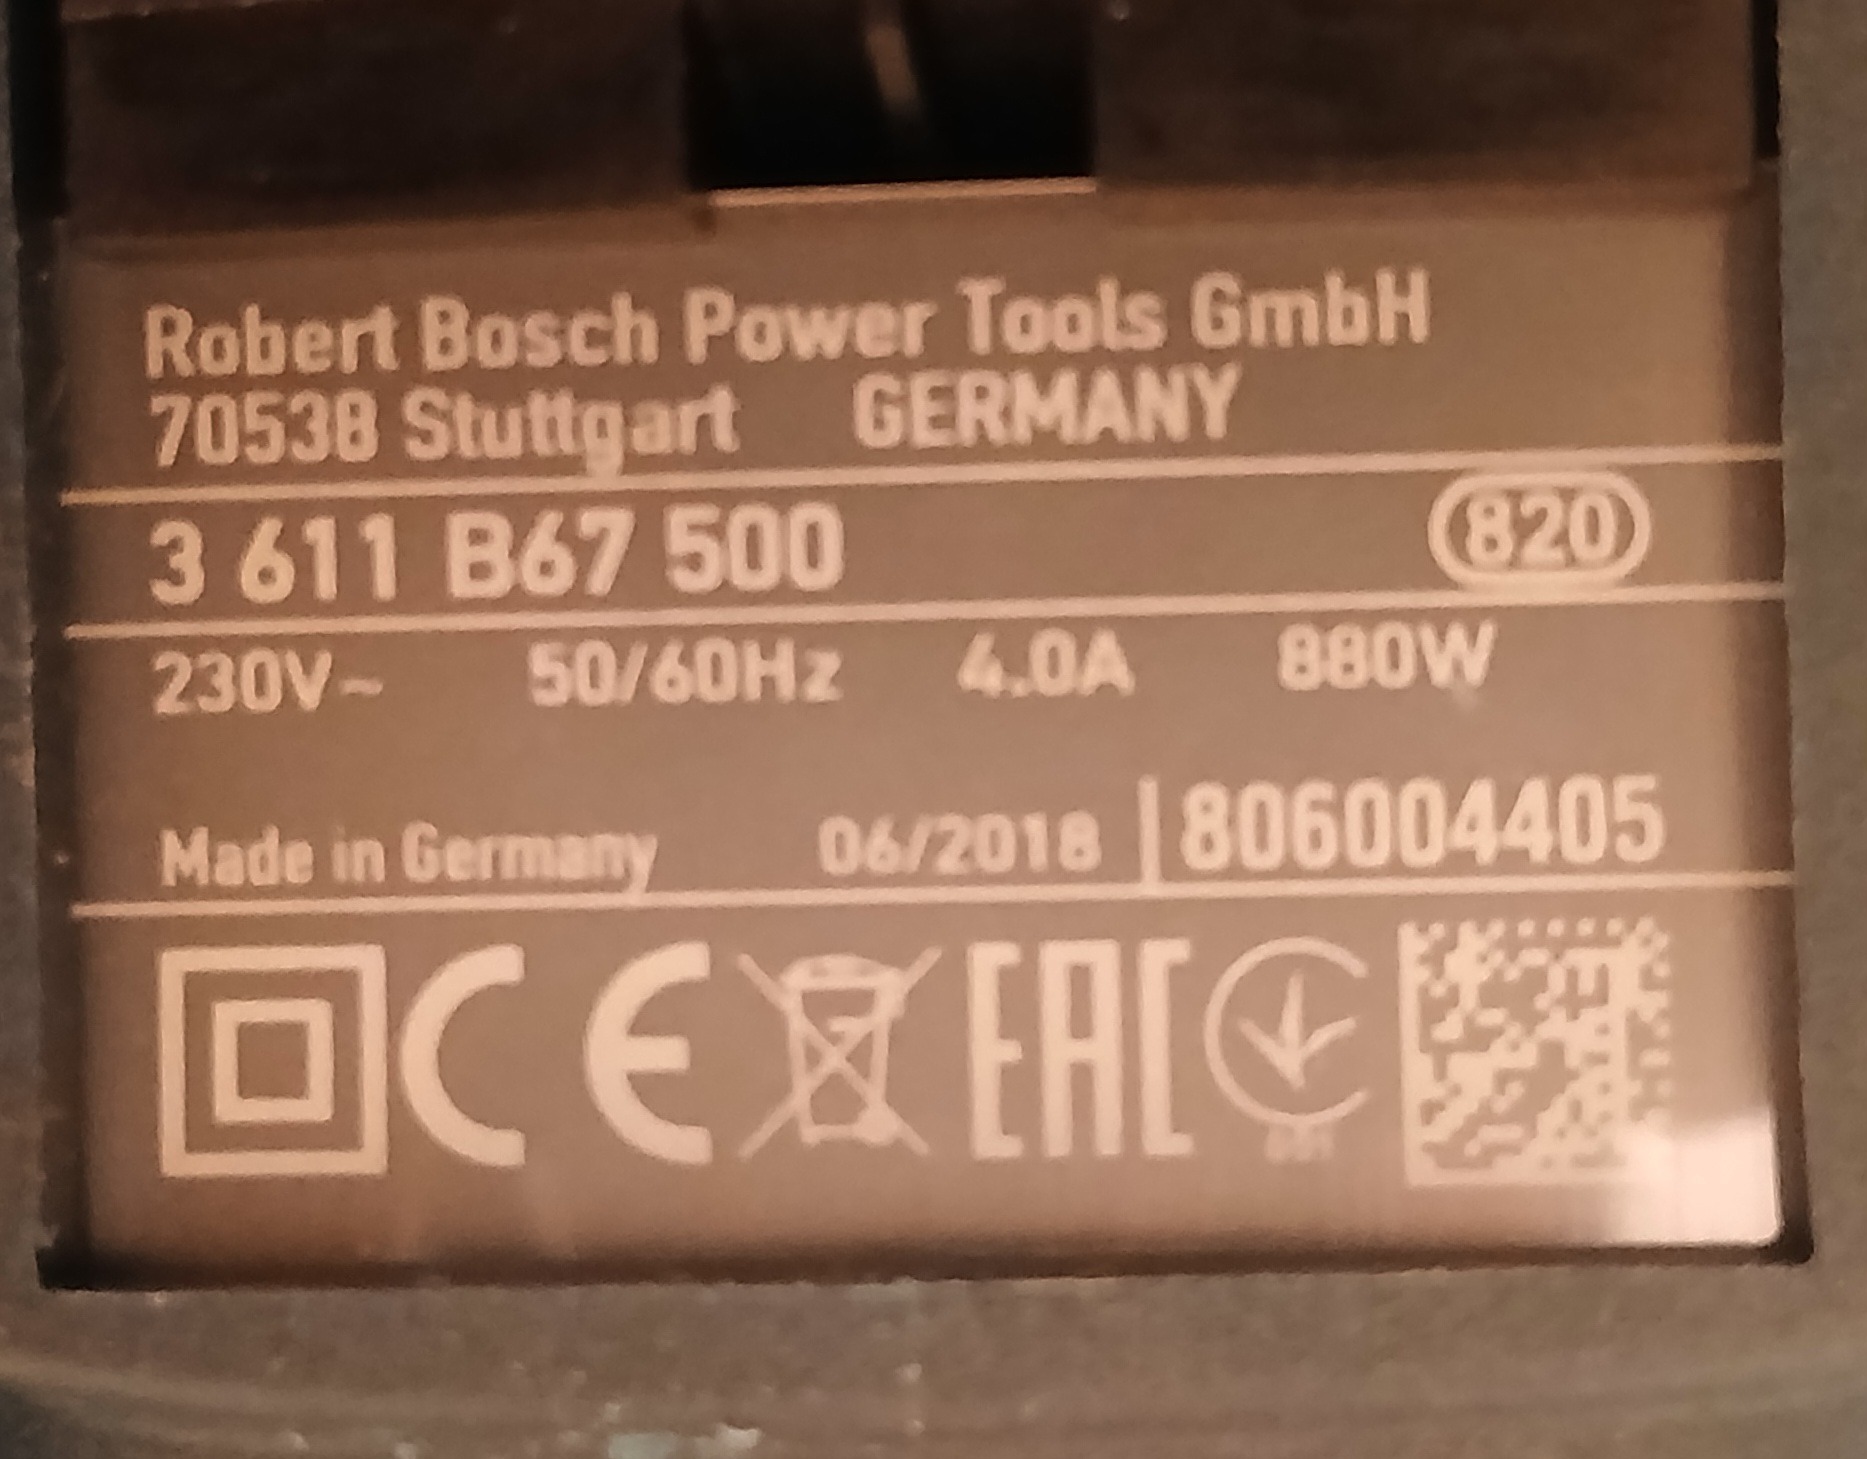 Robert Bosch Power Tools GmbH
70538 Stuttgart GERMANY
3 611 B67 500 820
230V~ 50/60Hz 4.0A 880W
Made in Germany 06/2018 806004405
CE EAC